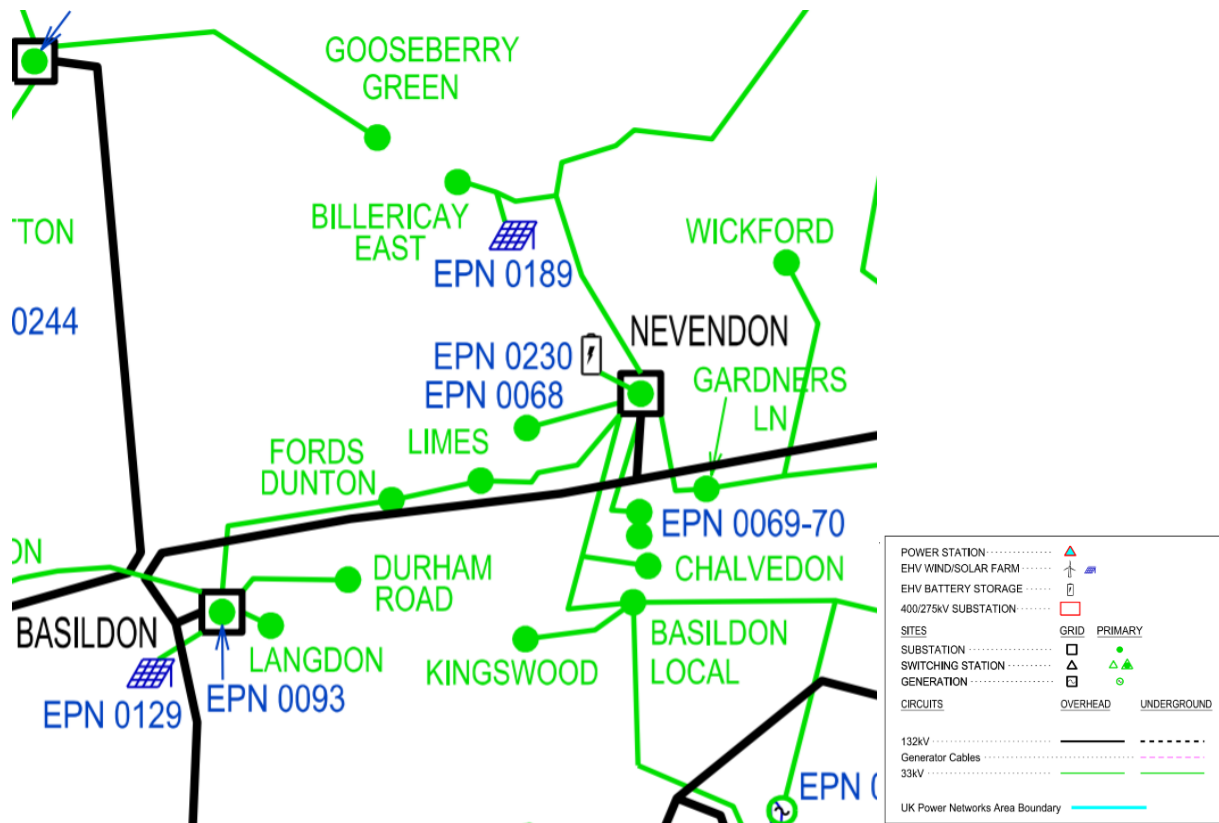 GOOSEBERRY
GREEN
BILLERICAY
EAST
EPN 0189
WICKFORD
TTON
0244
NEVENDON
EPN 0230
EPN 0068
GARDNERS
LN
LIMES
FORDS
DUNTON
EPN 0069-70
CHALVEDON
ON
DURHAM
ROAD
BASILDON
LANGDON
KINGSWOOD
BASILDON
LOCAL
EPN 0129
EPN 0093
EPN 0
POWER STATION
EHV WIND/SOLAR FARM
EHV BATTERY STORAGE
400/275kV SUBSTATION
SITES GRID PRIMARY
SUBSTATION
SWITCHING STATION
GENERATION
CIRCUITS OVERHEAD UNDERGROUND
132kV
Generator Cables
33kV
UK Power Networks Area Boundary